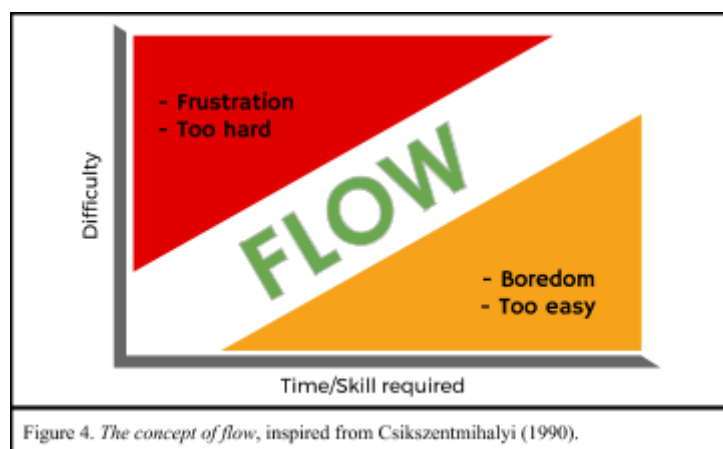 - Frustration
- Too hard
Difficulty
FLOW
- Boredom
- Too easy
Time/Skill required
Figure 4. The concept of flow, inspired from Csikszentmihalyi (1990).